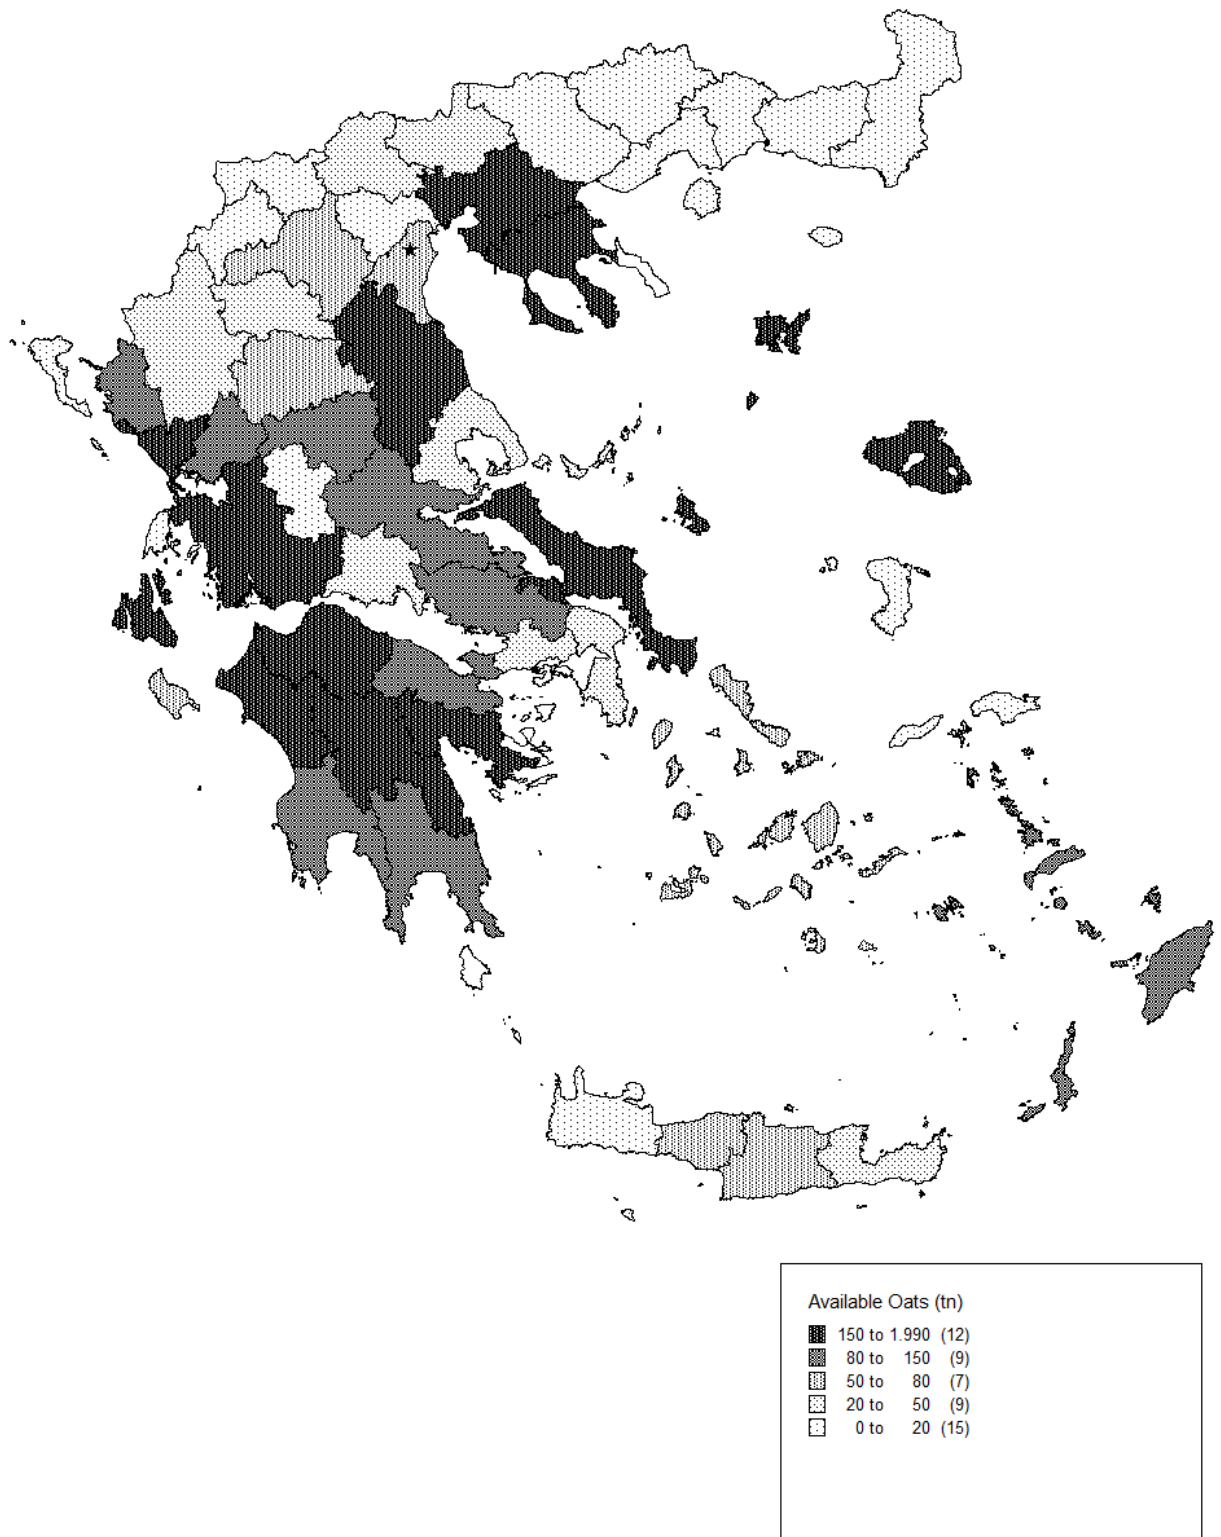 Available Oats (tn)
150 to 1.990 (12)
80 to 150 (9)
50 to 80 (7)
20 to 50 (9)
0 to 20 (15)